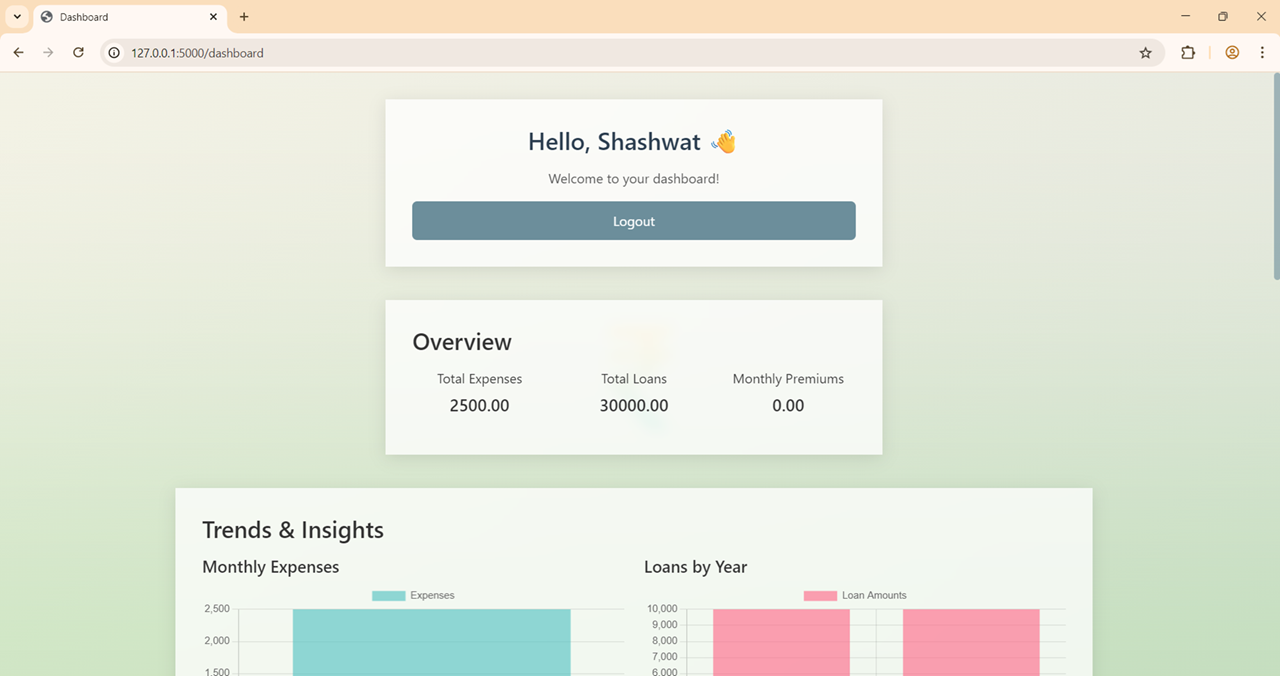 Dashboard
127.0.0.1:5000/dashboard
Hello, Shashwat 👋
Welcome to your dashboard!
Logout
Overview
Total Expenses Total Loans Monthly Premiums
2500.00 30000.00 0.00
Trends & Insights
Monthly Expenses
Expenses
2,500
2,000
1,500
Loans by Year
Loan Amounts
10,000
9,000
8,000
7,000
6,000